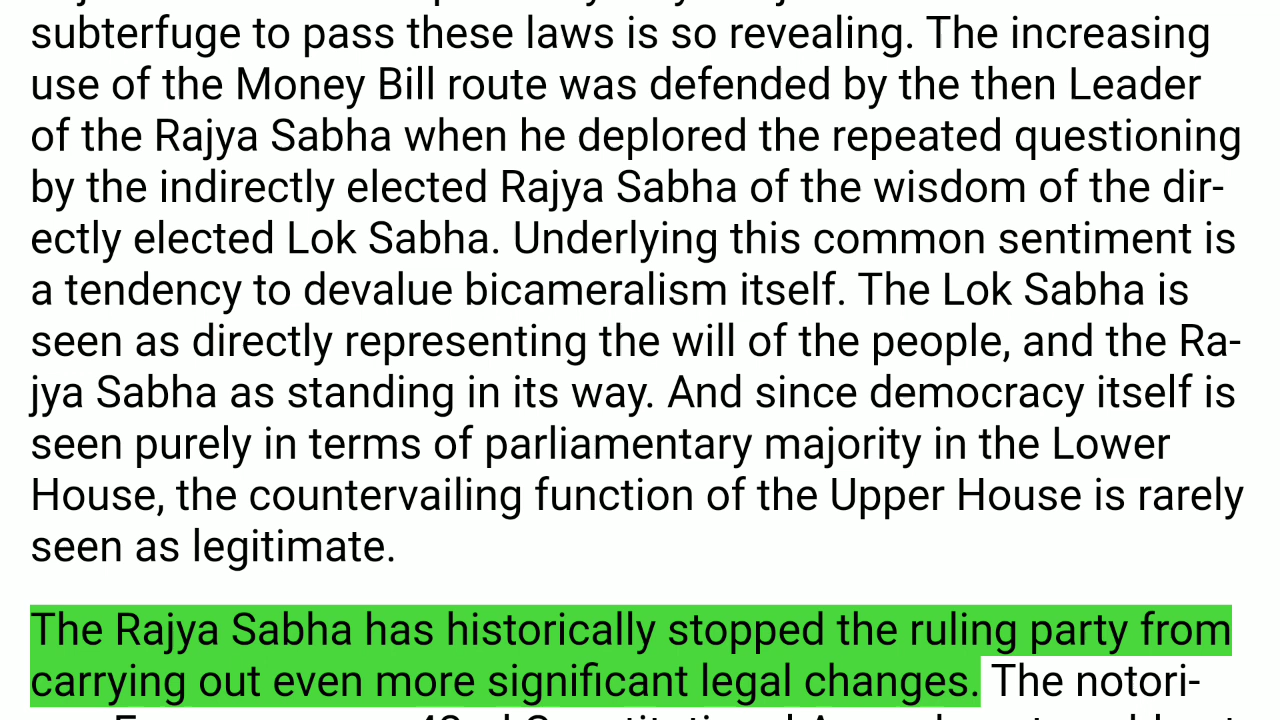 subterfuge to pass these laws is so revealing. The increasing
use of the Money Bill route was defended by the then Leader
of the Rajya Sabha when he deplored the repeated questioning
by the indirectly elected Rajya Sabha of the wisdom of the dir-
ectly elected Lok Sabha. Underlying this common sentiment is
a tendency to devalue bicameralism itself. The Lok Sabha is
seen as directly representing the will of the people, and the Ra-
jya Sabha as standing in its way. And since democracy itself is
seen purely in terms of parliamentary majority in the Lower
House, the countervailing function of the Upper House is rarely
seen as legitimate.
The Rajya Sabha has historically stopped the ruling party from
carrying out even more significant legal changes. The notori-